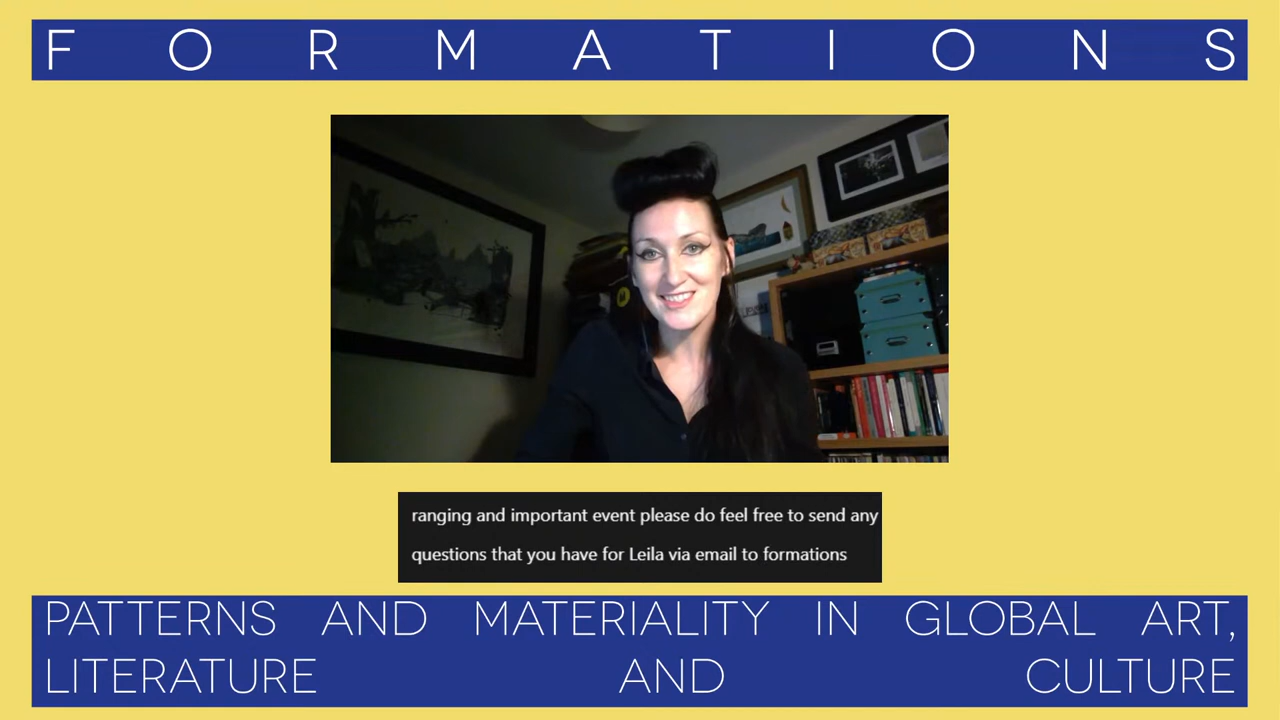 FORMATIONS
ranging and important event please do feel free to send any
questions that you have for Leila via email to formations
PATTERNS AND MATERIALITY IN GLOBAL ART,
LITERATURE AND CULTURE